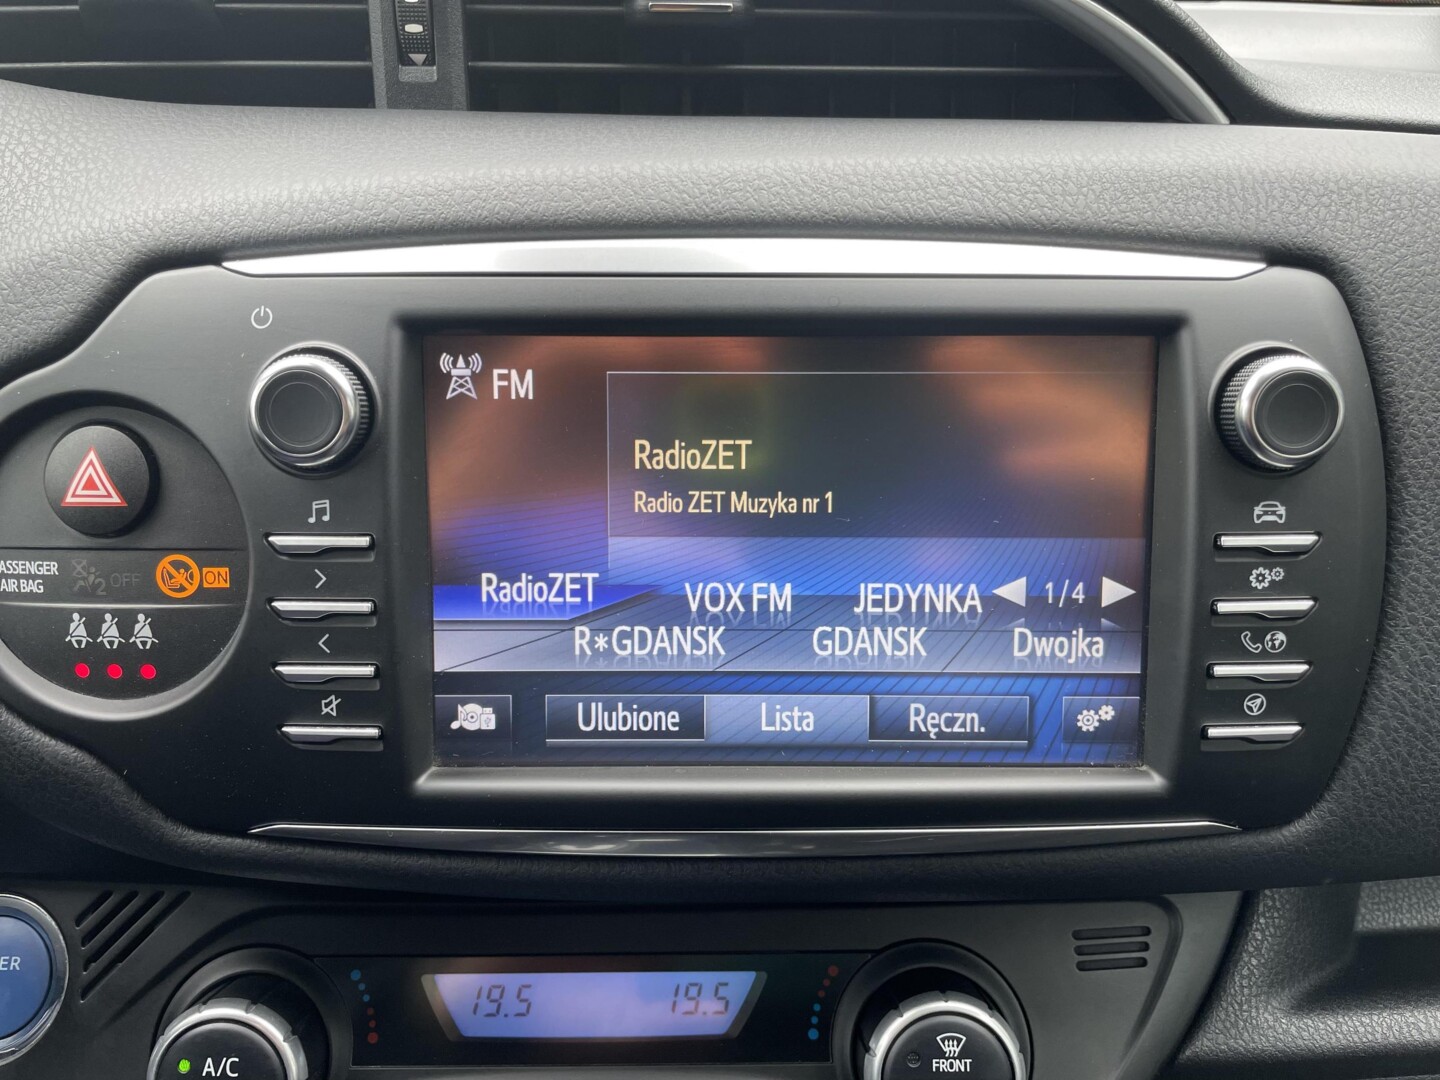 FM
RadioZET
Radio ZET Muzyka nr 1
RadioZET VOX FM JEDYNKA 1/4
R*GDANSK GDANSK Dwojka
Ulubione Lista Ręczn.
ASSENGER
AIR BAG
2 OFF
ON
ER
19.5 19.5
A/C
FRONT